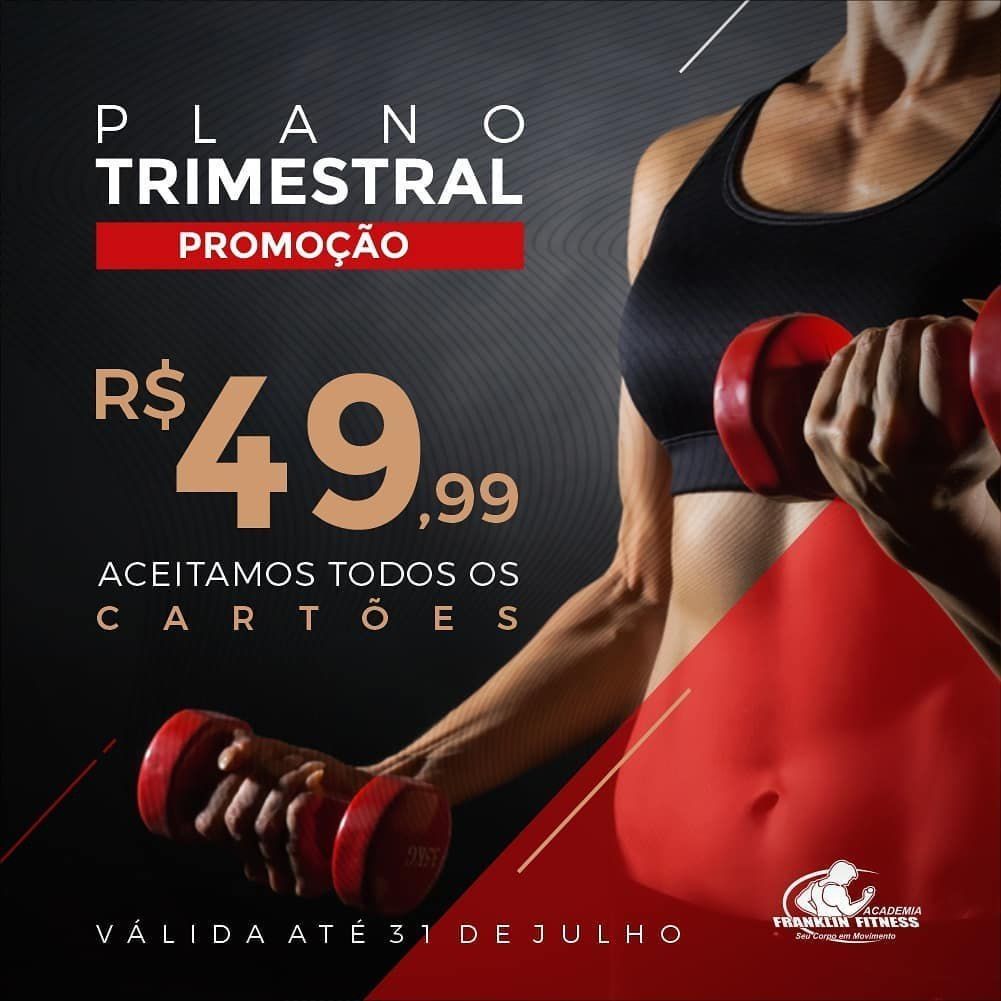 PLANO
TRIMESTRAL
PROMOÇÃO
R$49,99
ACEITAMOS TODOS OS
CARTÕES
VÁLIDA ATÉ 31 DE JULHO
ACADEMIA
FRANKLIN FITNESS
Seu Corpo em Movimento